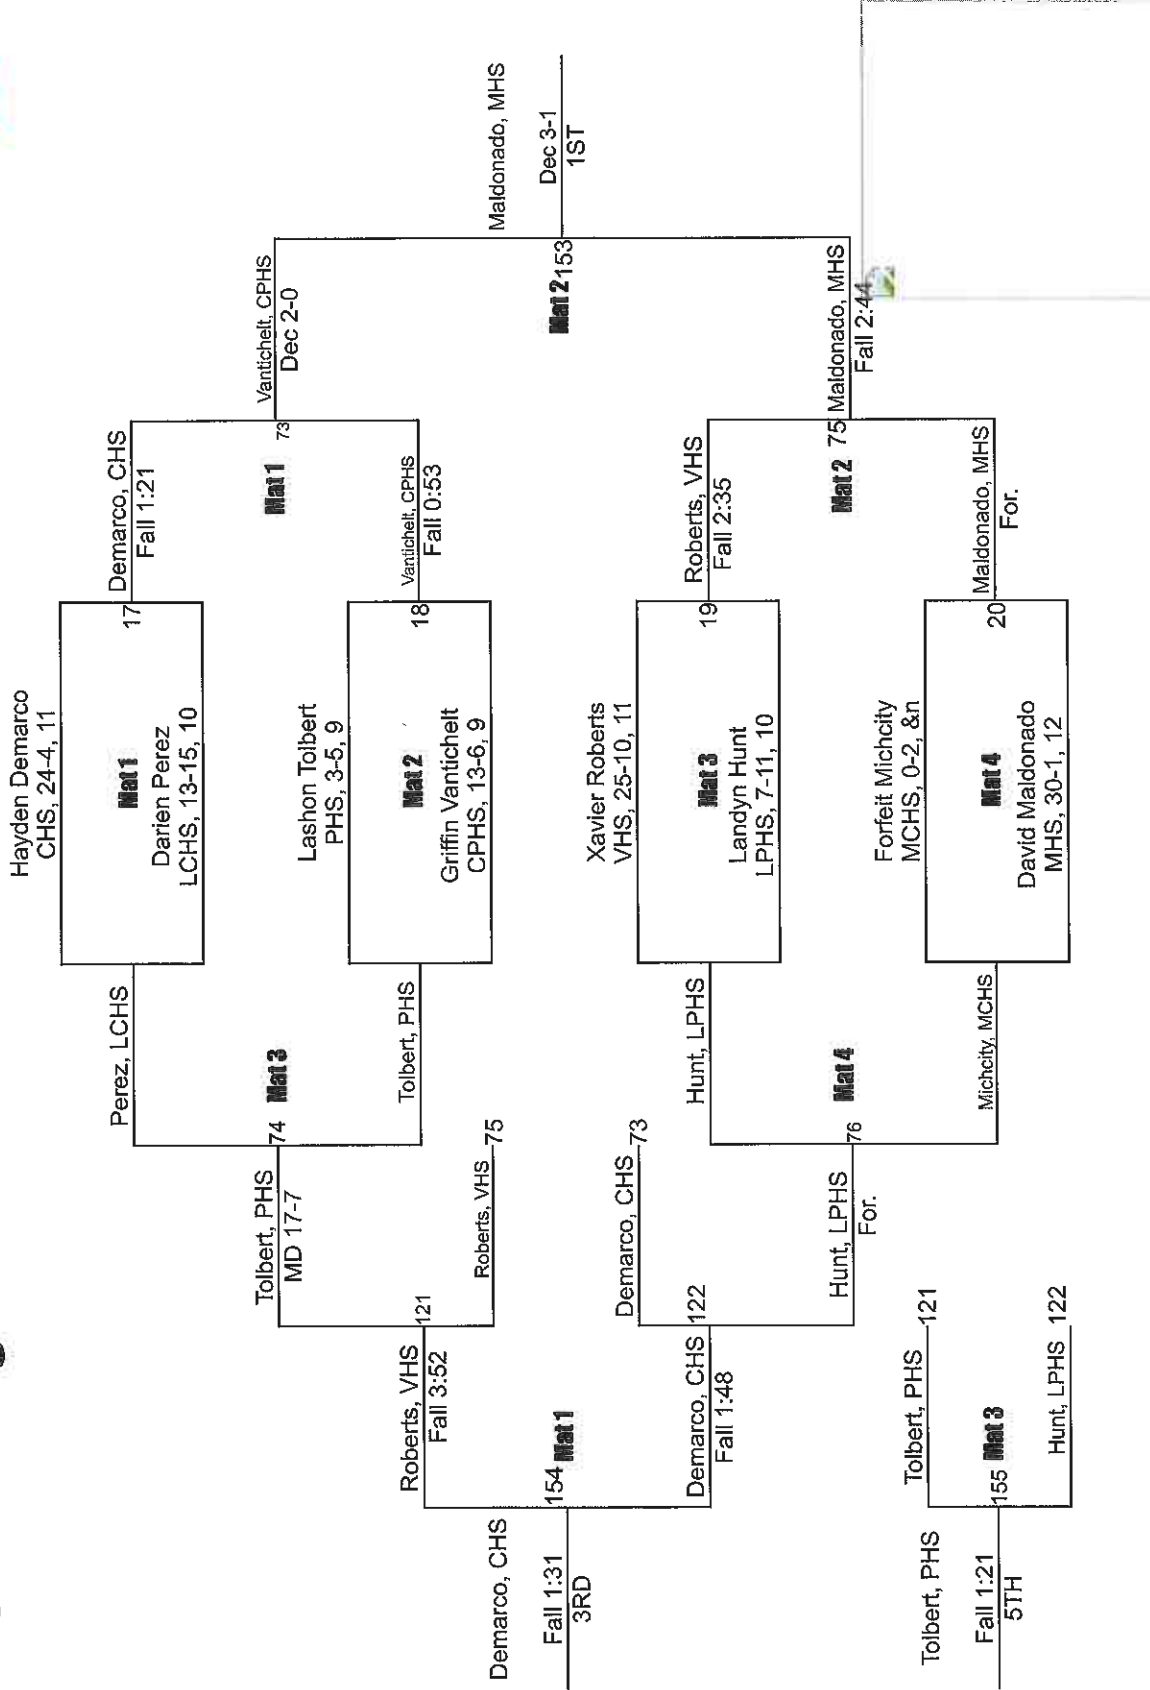 Hayden Demarco
CHS, 24-4, 11
Mat 1
17
Darien Perez
LCHS, 13-15, 10
Lashon Tolbert
PHS, 3-5, 9
Mat 2
18
Griffin Vantichelt
CPHS, 13-6, 9
Xavier Roberts
VHS, 25-10, 11
Mat 3
19
Landyn Hunt
LPHS, 7-11, 10
Forfeit Michcity
MCHS, 0-2, &n
Mat 4
20
David Maldonado
MHS, 30-1, 12
Demarco, CHS
Fall 1:21
Mat 1
73
Vantichelt, CPHS
Fall 0:53
Roberts, VHS
Fall 2:35
Mat 2 75
Maldonado, MHS
For.
Vantichelt, CPHS
Dec 2-0
Mat 2 153
Maldonado, MHS
Fall 2:44
Maldonado, MHS
Dec 3-1
1ST
Perez, LCHS
74 Mat 3
Tolbert, PHS
Hunt, LPHS
76
Mat 4
Michcity, MCHS
Tolbert, PHS
MD 17-7
121
Roberts, VHS 75
Demarco, CHS 73
122
Hunt, LPHS
For.
Roberts, VHS
Fall 3:52
154 Mat 1
Demarco, CHS
Fall 1:48
Demarco, CHS
Fall 1:31
3RD
Tolbert, PHS 121
155 Mat 3
Hunt, LPHS 122
Tolbert, PHS
Fall 1:21
5TH